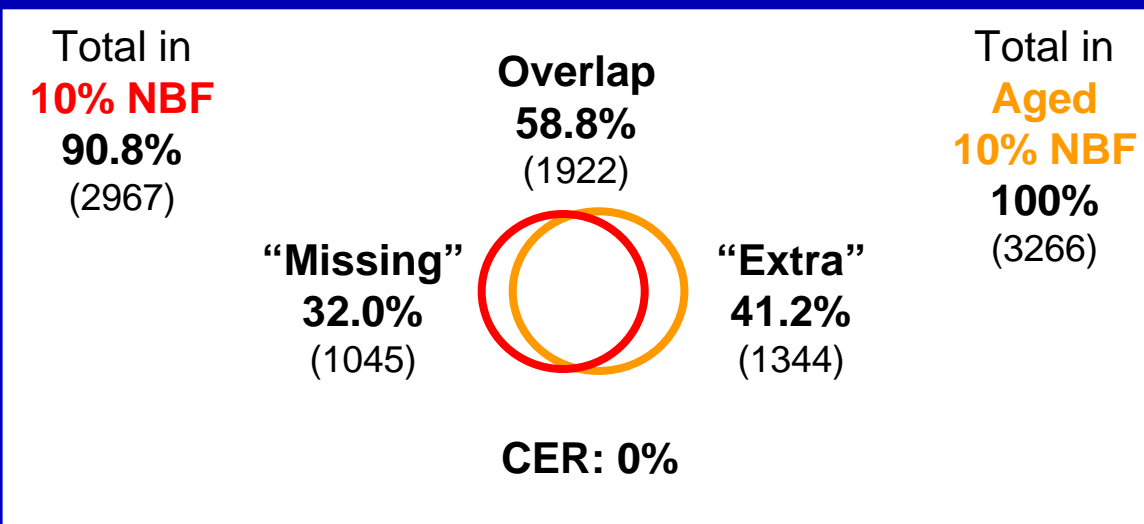 Total in
10% NBF
90.8%
(2967)
Overlap
58.8%
(1922)
Total in
Aged
10% NBF
100%
(3266)
“Missing”
32.0%
(1045)
“Extra”
41.2%
(1344)
CER: 0%